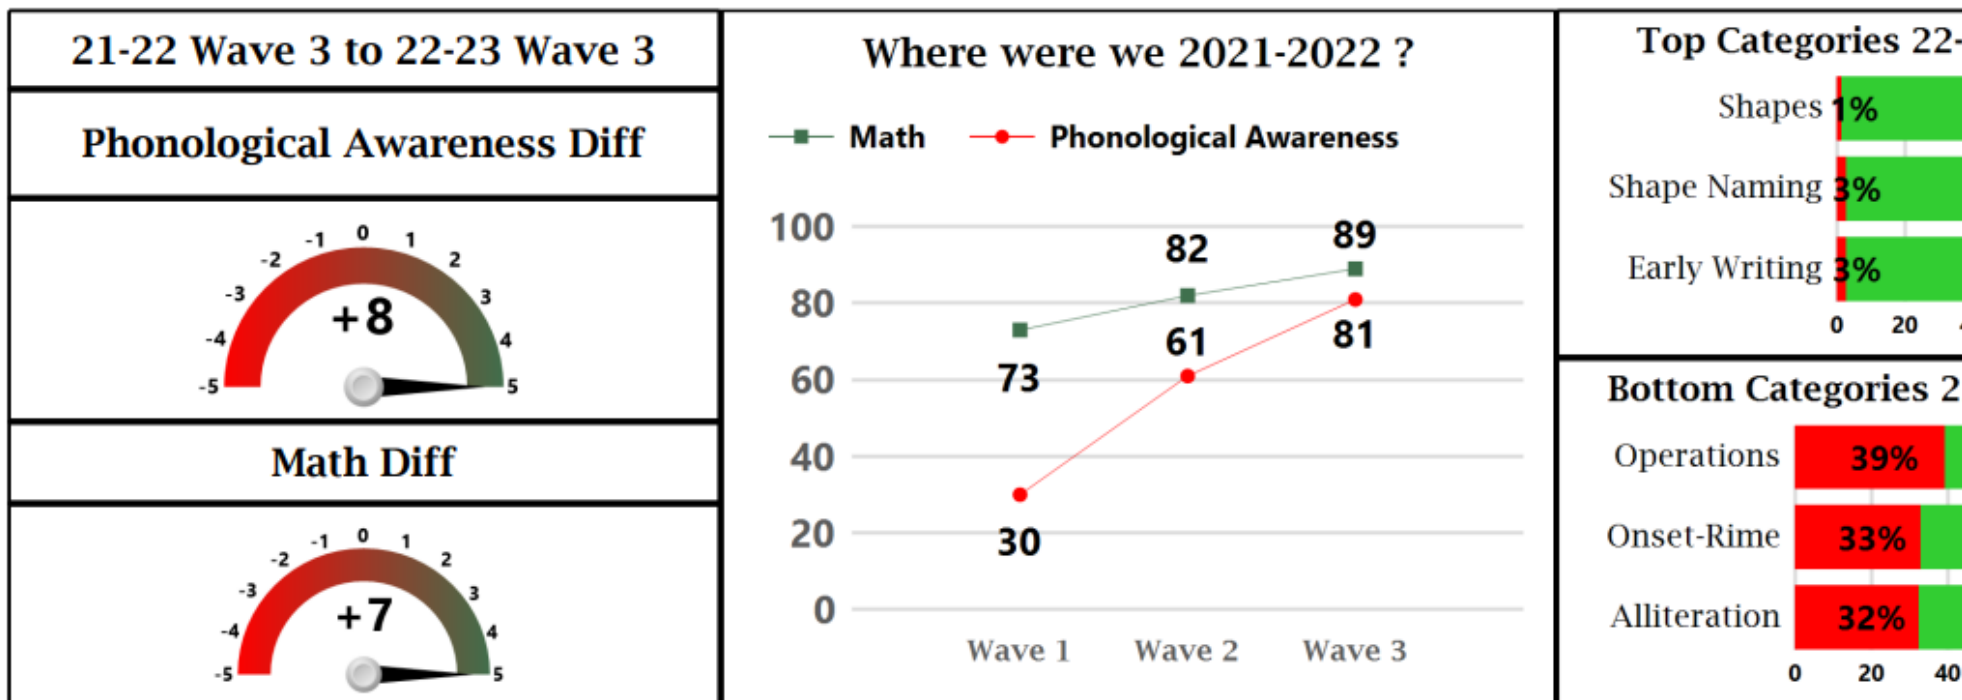 21-22 Wave 3 to 22-23 Wave 3
Phonological Awareness Diff
-5 -4 -3 -2 -1 0 1 2 3 4 5
+8
Math Diff
-5 -4 -3 -2 -1 0 1 2 3 4 5
+7
Where were we 2021-2022 ?
Math Phonological Awareness
100
80
60
40
20
0
82 89
73 61 81
30
Wave 1 Wave 2 Wave 3
Top Categories 22-
Shapes 1%
Shape Naming 3%
Early Writing 3%
0 20
Bottom Categories 2
Operations 39%
Onset-Rime 33%
Alliteration 32%
0 20 40